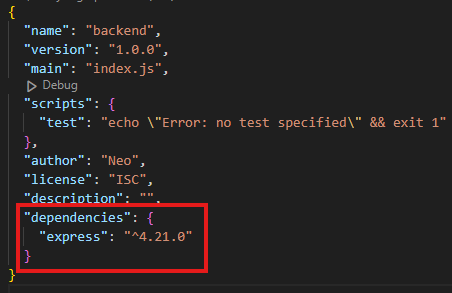 {
"name": "backend",
"version": "1.0.0",
"main": "index.js",
Debug
"scripts": {
"test": "echo \"Error: no test specified\" && exit 1"
},
"author": "Neo",
"license": "ISC",
"description": "",
"dependencies": {
"express": "^4.21.0"
}
}